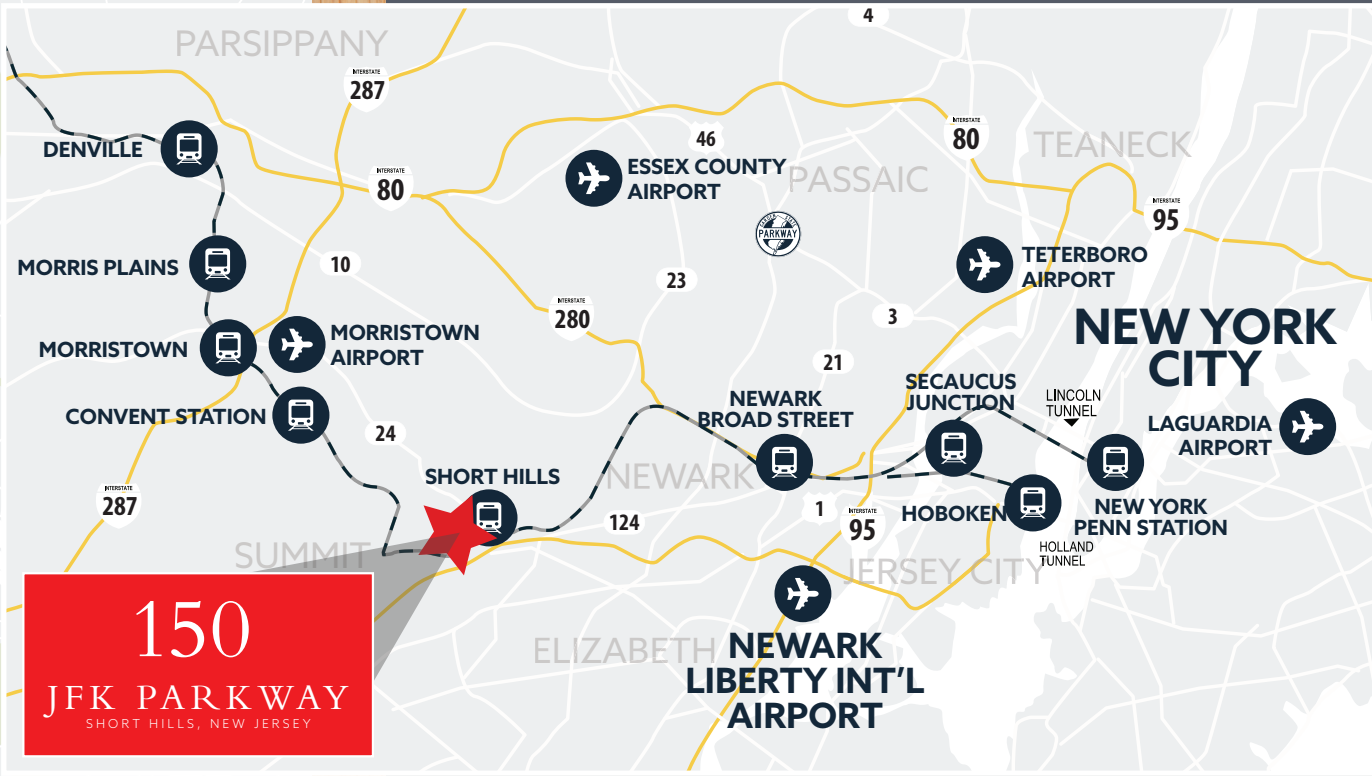 4
PARSIPPANY
INTERSTATE
287
46
INTERSTATE
80
TEANECK
DENVILLE
INTERSTATE
80
ESSEX COUNTY
AIRPORT
PASSAIC
INTERSTATE
95
GARDEN STATE
PARKWAY
MORRIS PLAINS
10
23
TETERBORO
AIRPORT
INTERSTATE
280
3
NEW YORK
CITY
MORRISTOWN
MORRISTOWN
AIRPORT
21
SECAUCUS
JUNCTION
NEWARK
BROAD STREET
LINCOLN
TUNNEL
CONVENT STATION
24
LAGUARDIA
AIRPORT
SHORT HILLS
NEWARK
INTERSTATE
287
124
1
INTERSTATE
95
HOBOKEN
NEW YORK
PENN STATION
SUMMIT
HOLLAND
TUNNEL
JERSEY CITY
150
JFK PARKWAY
SHORT HILLS, NEW JERSEY
ELIZABETH
NEWARK
LIBERTY INT'L
AIRPORT